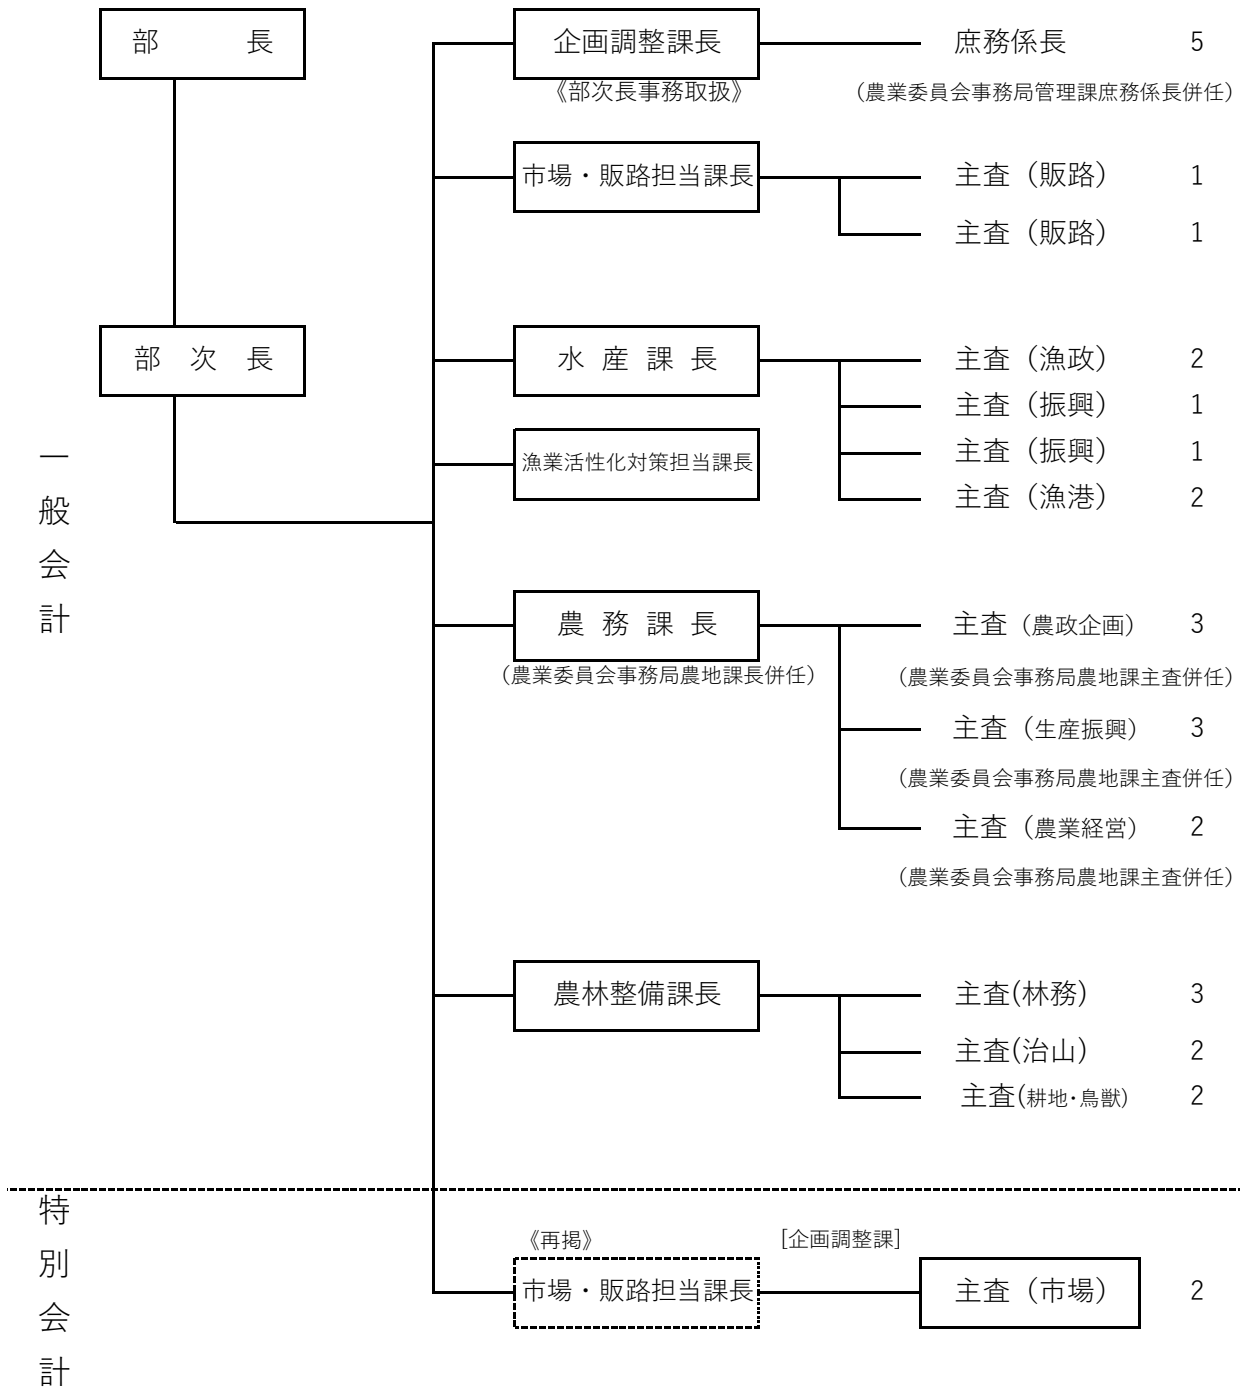 部　長
企画調整課長
庶務係長 5
《部次長事務取扱》
（農業委員会事務局管理課庶務係長併任）
市場・販路担当課長
主査（販路） 1
主査（販路） 1
部 次 長
水 産 課 長
主査（漁政） 2
主査（振興） 1
漁業活性化対策担当課長
主査（振興） 1
主査（漁港） 2
一般会計
農 務 課 長
主査（農政企画） 3
（農業委員会事務局農地課長併任）
（農業委員会事務局農地課主査併任）
主査（生産振興） 3
（農業委員会事務局農地課主査併任）
主査（農業経営） 2
（農業委員会事務局農地課主査併任）
農林整備課長
主査(林務) 3
主査(治山) 2
主査(耕地・鳥獣) 2
特別会計
《再掲》
[企画調整課]
市場・販路担当課長
主査（市場） 2